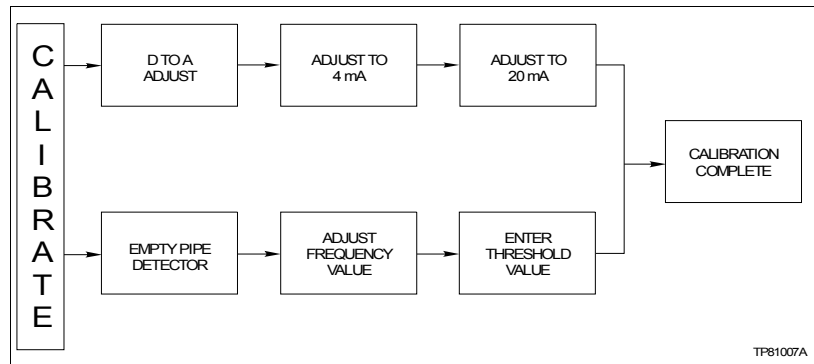 CALIBRATE
D TO A
ADJUST
ADJUST TO
4 mA
ADJUST TO
20 mA
CALIBRATION
COMPLETE
EMPTY PIPE
DETECTOR
ADJUST
FREQUENCY
VALUE
ENTER
THRESHOLD
VALUE
TP81007A